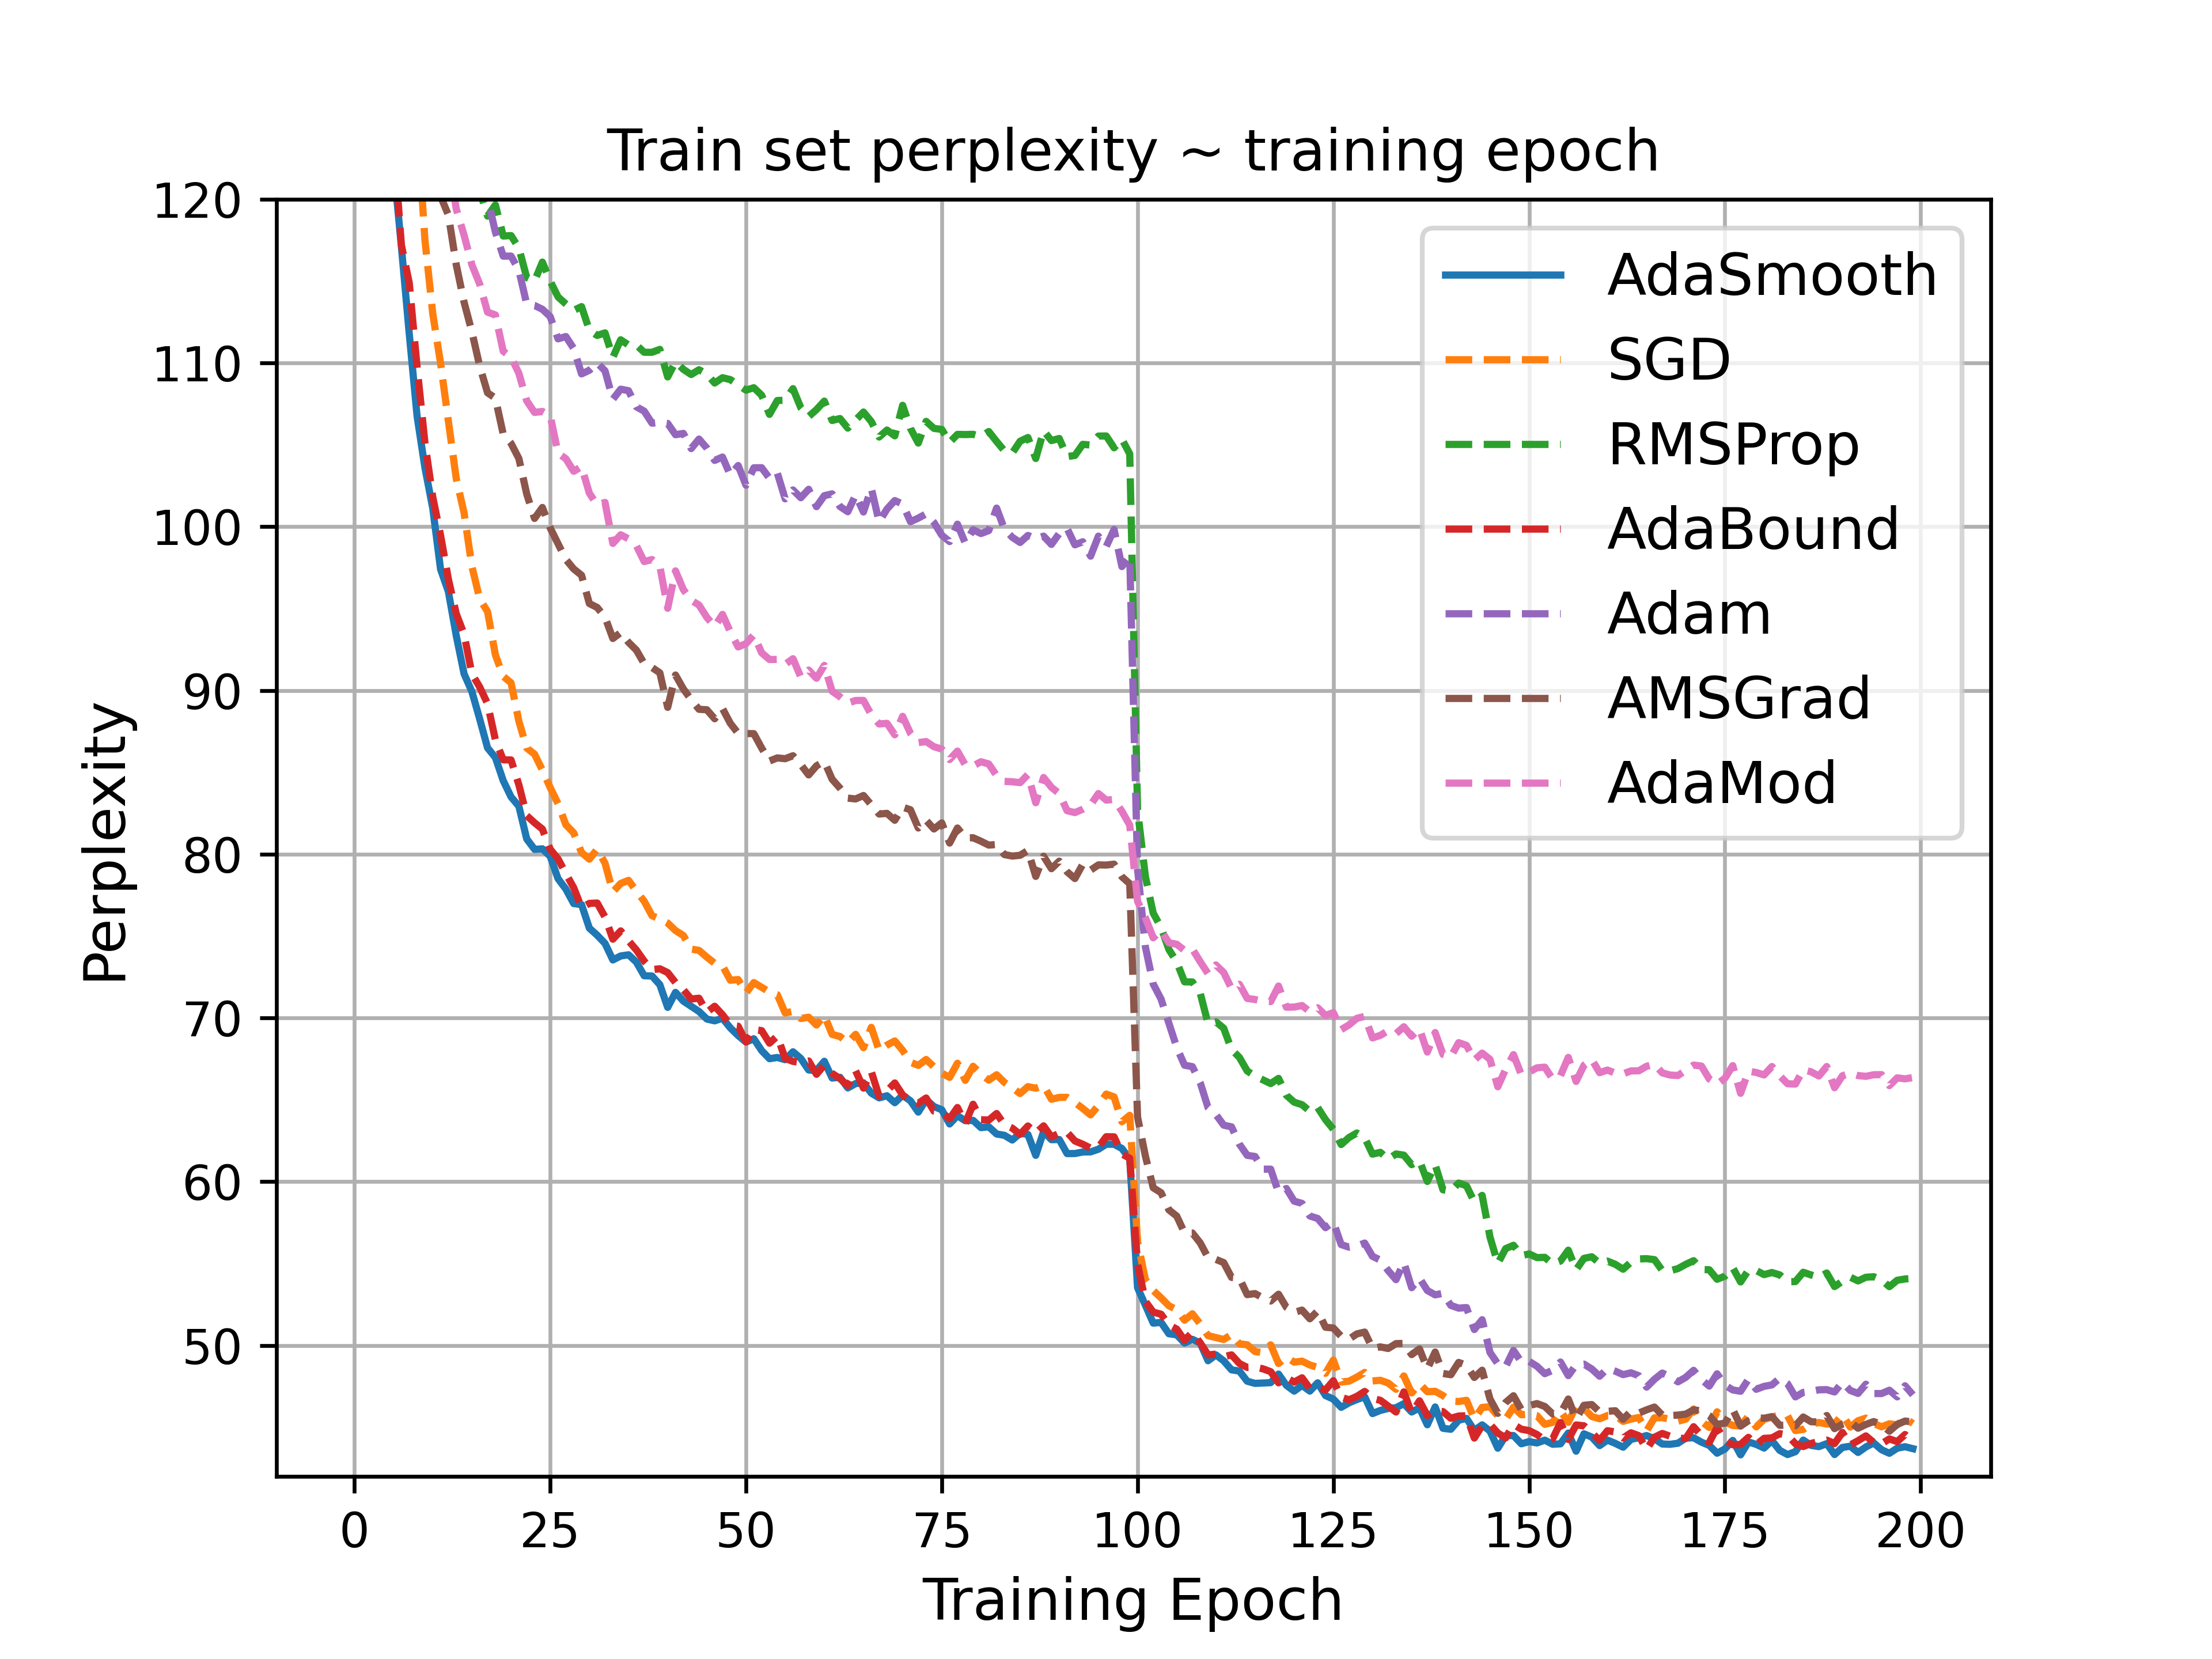 Train set perplexity ~ training epoch
120
110
100
90
80
70
60
50
Perplexity
AdaSmooth
SGD
RMSProp
AdaBound
Adam
AMSGrad
AdaMod
0 25 50 75 100 125 150 175 200
Training Epoch